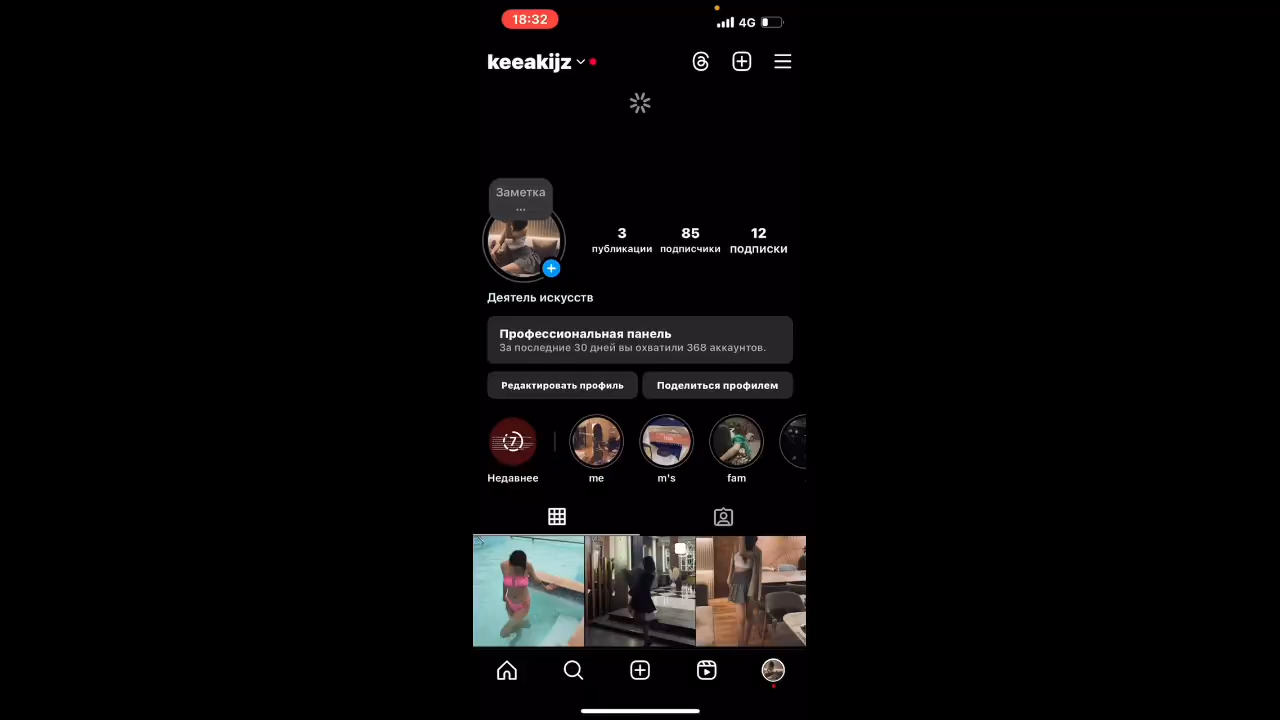 18:32
4G
keeakijz
Заметка
...
3
85
12
публикации
подписчики
подписки
Деятель искусств
Профессиональная панель
За последние 30 дней вы охватили 368 аккаунтов.
Редактировать профиль
Поделиться профилем
7
Недавнее
me
m's
fam